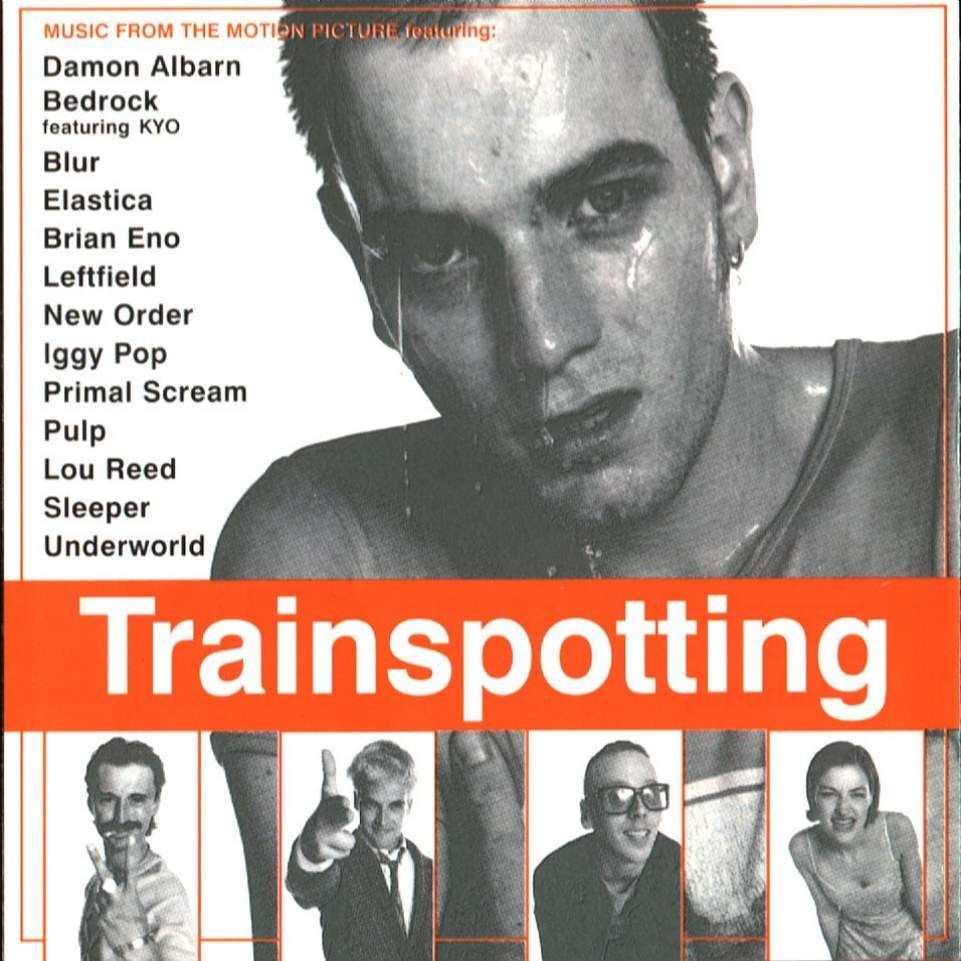 MUSIC FROM THE MOTION PICTURE featuring:
Damon Albarn
Bedrock
featuring KYO
Blur
Elastica
Brian Eno
Leftfield
New Order
Iggy Pop
Primal Scream
Pulp
Lou Reed
Sleeper
Underworld
Trainspotting